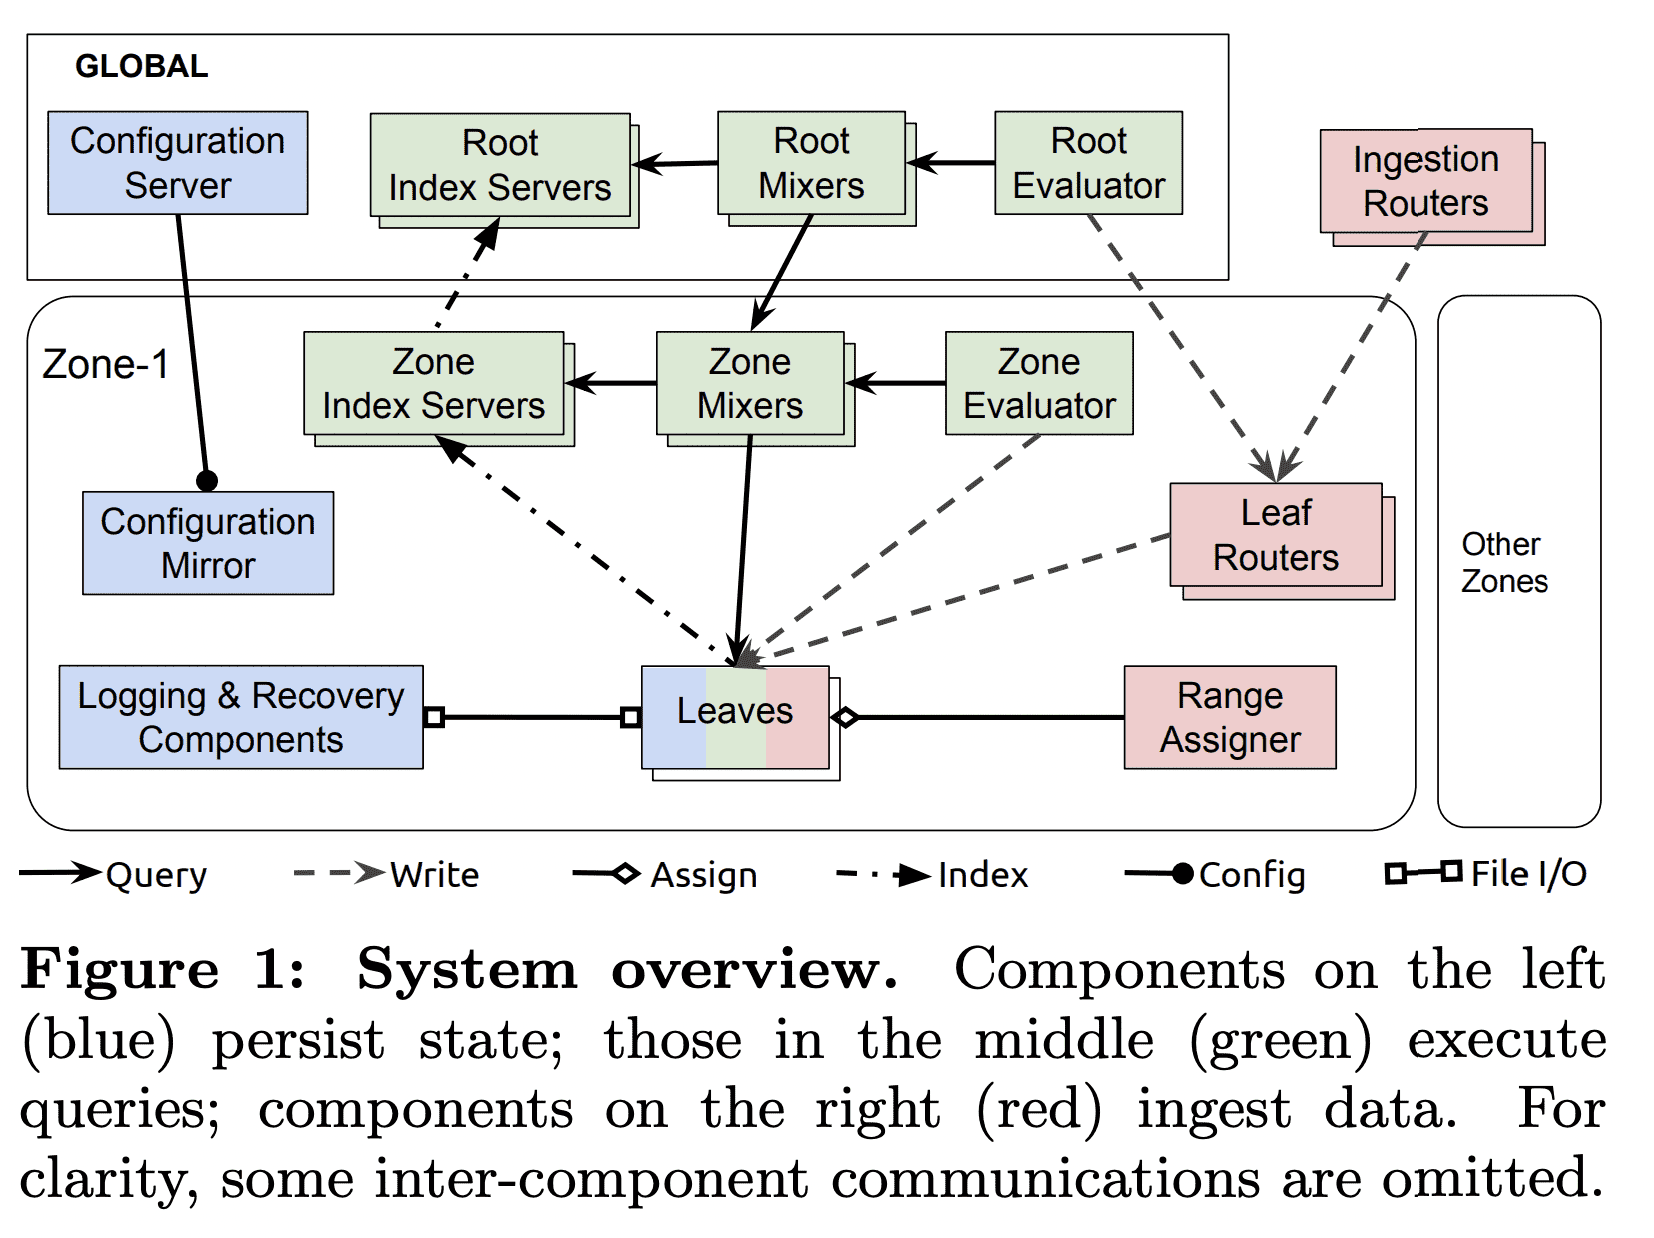 GLOBAL
Configuration
Server
Root
Index Servers
Root
Mixers
Root
Evaluator
Ingestion
Routers
Zone-1
Zone
Index Servers
Zone
Mixers
Zone
Evaluator
Configuration
Mirror
Leaf
Routers
Other
Zones
Logging & Recovery
Components
Leaves
Range
Assigner
Query
Write
Assign
Index
Config
File I/O
Figure 1: System overview. Components on the left
(blue) persist state; those in the middle (green) execute
queries; components on the right (red) ingest data. For
clarity, some inter-component communications are omitted.